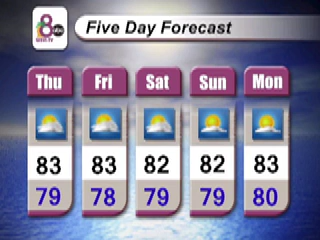 8 abc
Five Day Forecast
Thu Fri Sat Sun Mon
83 83 82 82 83
79 78 79 79 80